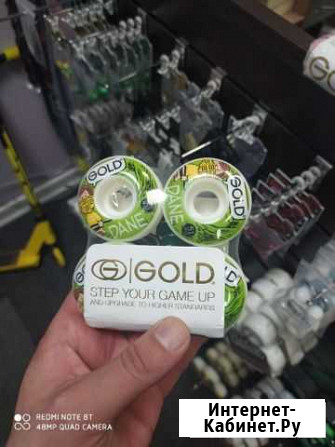 GOLD
DANE
GOLD
DANE
GOLD.
STEP YOUR GAME UP
AND UPGRADE TO HIGHER STANDARDS.
REDMI NOTE 8T
48MP QUAD CAMERA
Интернет-
Кабинет.Ру